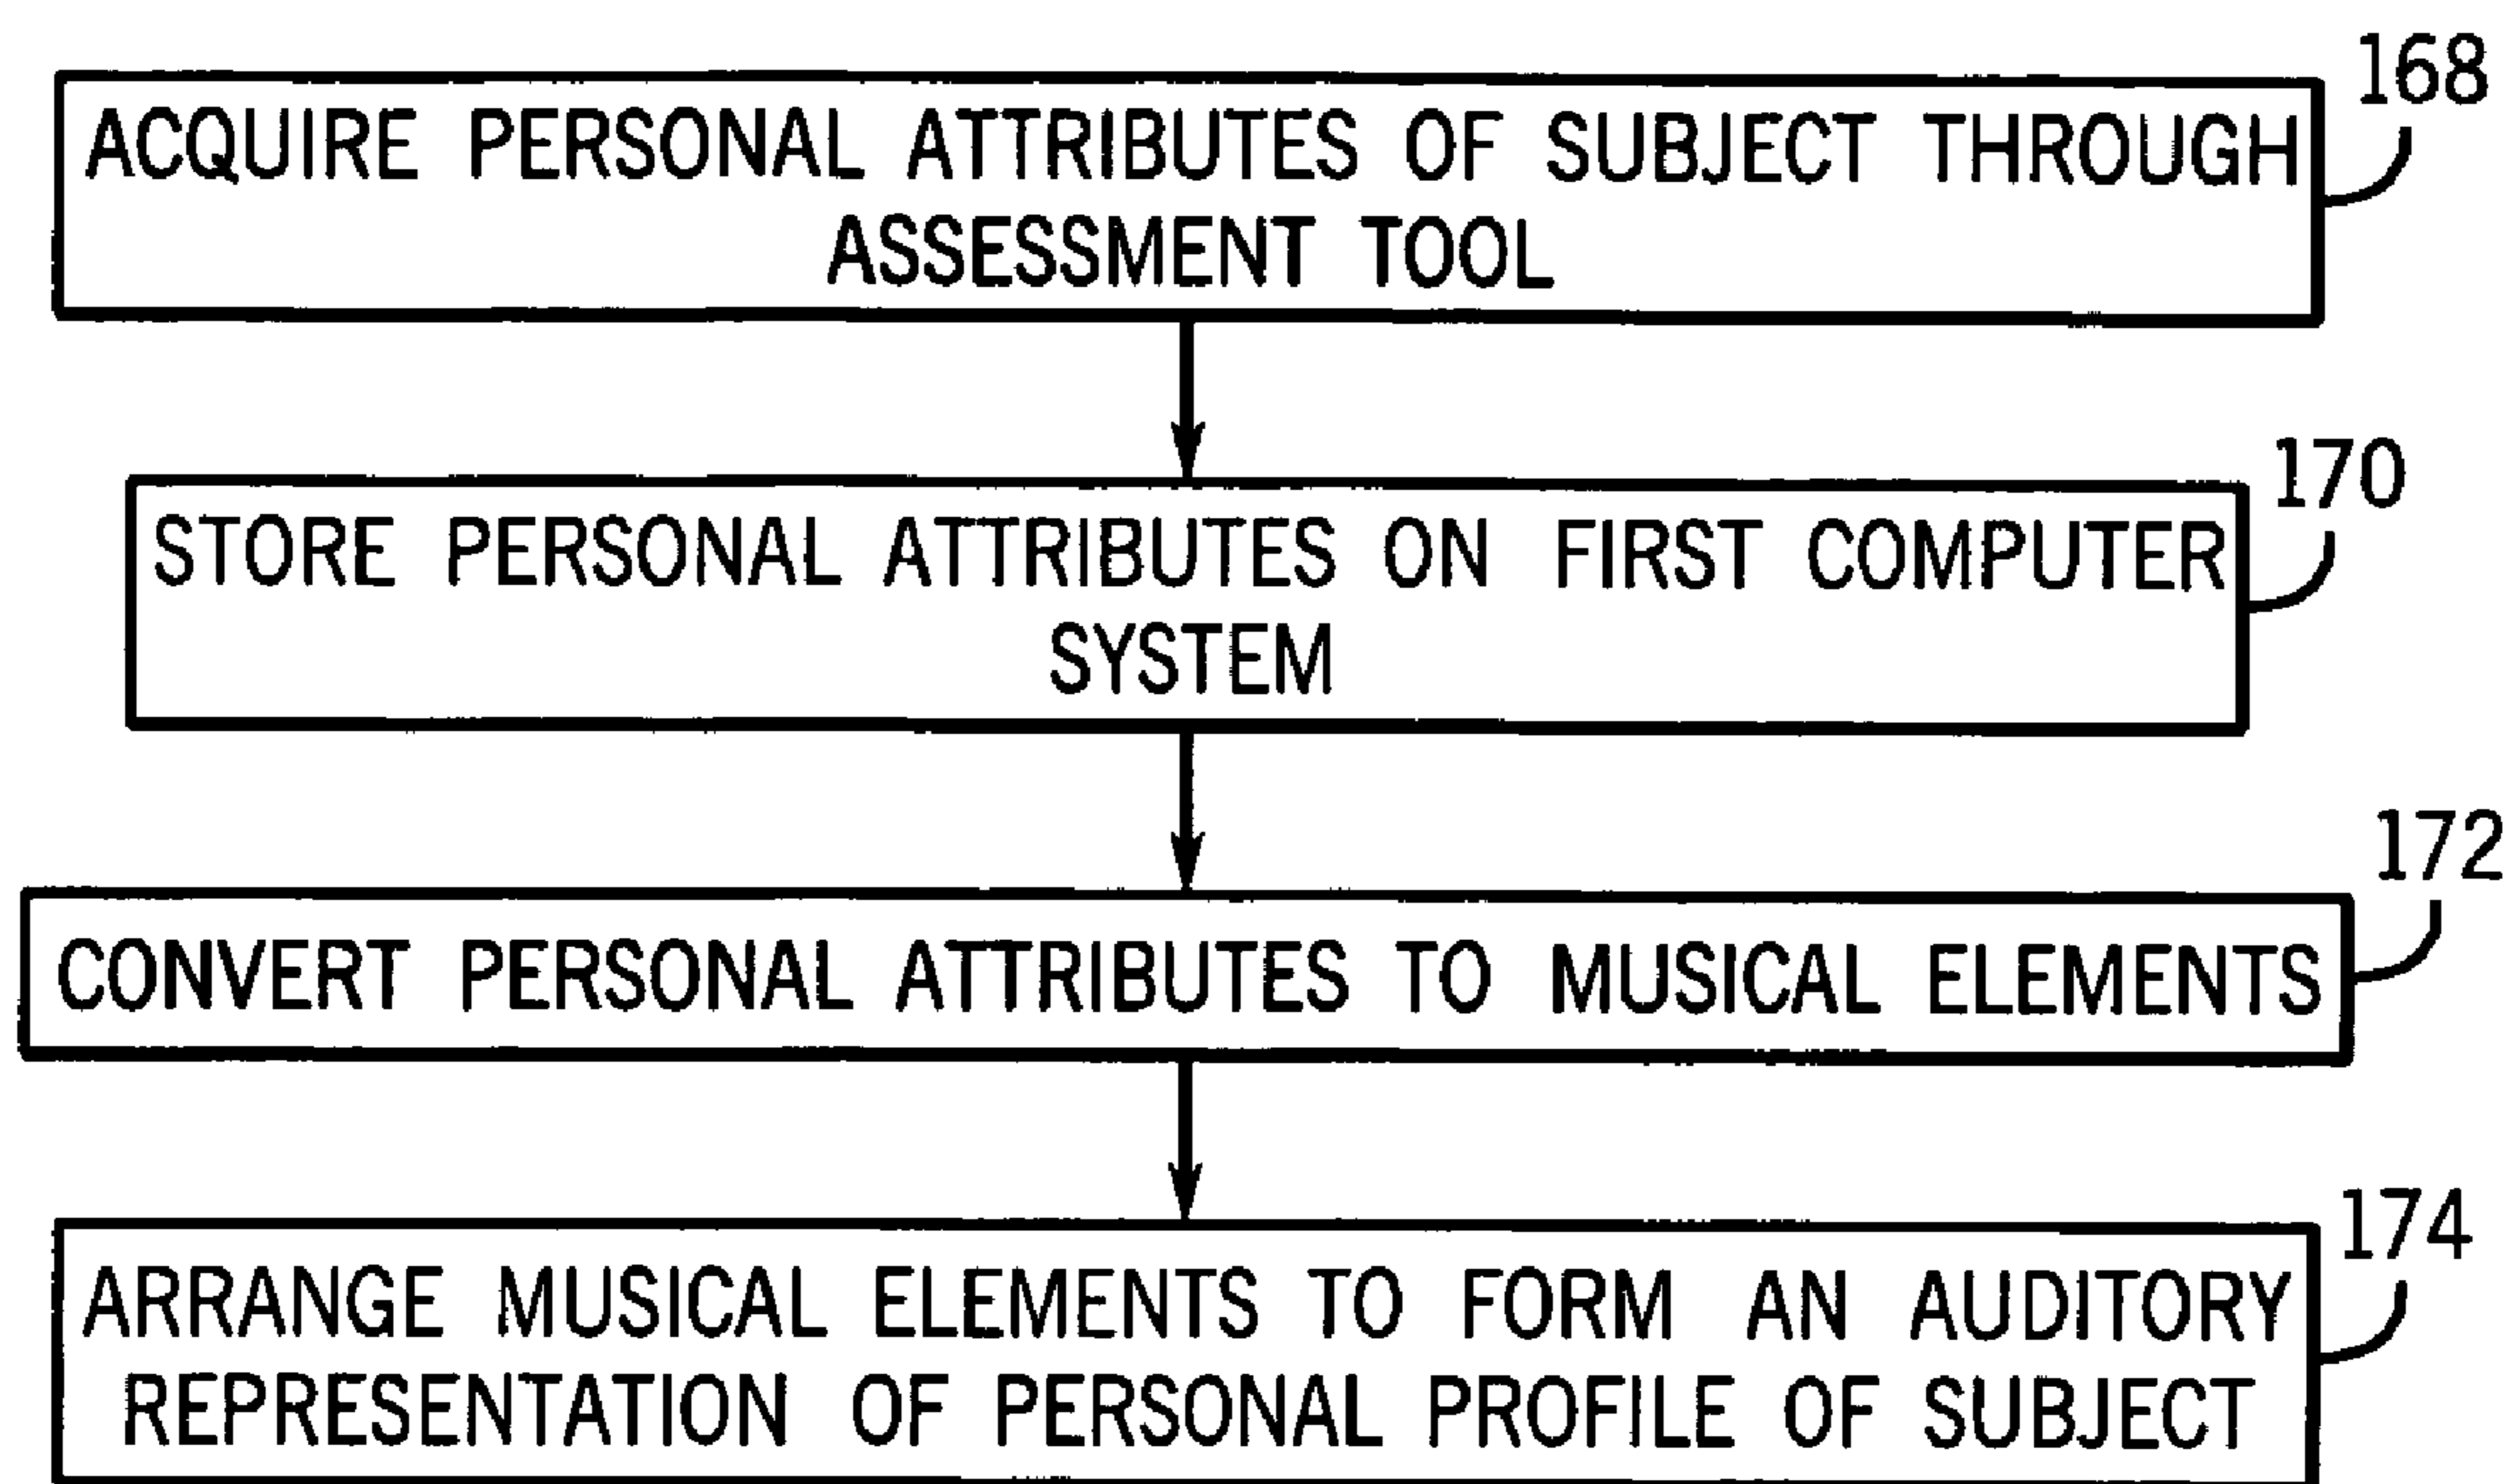 168
ACQUIRE PERSONAL ATTRIBUTES OF SUBJECT THROUGH
ASSESSMENT TOOL
170
STORE PERSONAL ATTRIBUTES ON FIRST COMPUTER
SYSTEM
172
CONVERT PERSONAL ATTRIBUTES TO MUSICAL ELEMENTS
174
ARRANGE MUSICAL ELEMENTS TO FORM AN AUDITORY
REPRESENTATION OF PERSONAL PROFILE OF SUBJECT